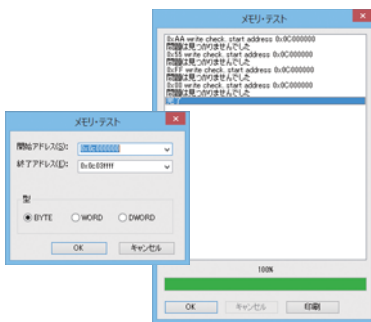 メモリ・テスト
0xAA write check. start address 0x0C000000
問題は見つかりませんでした
0x55 write check. start address 0x0C000000
問題は見つかりませんでした
0xFF write check. start address 0x0C000000
問題は見つかりませんでした
0x00 write check. start address 0x0C000000
問題は見つかりませんでした
終了
100%
OK
キャンセル
印刷
メモリ・テスト
開始アドレス(S):
0x0c000000
終了アドレス(E):
0x0c03ffff
型
BYTE
WORD
DWORD
OK
キャンセル